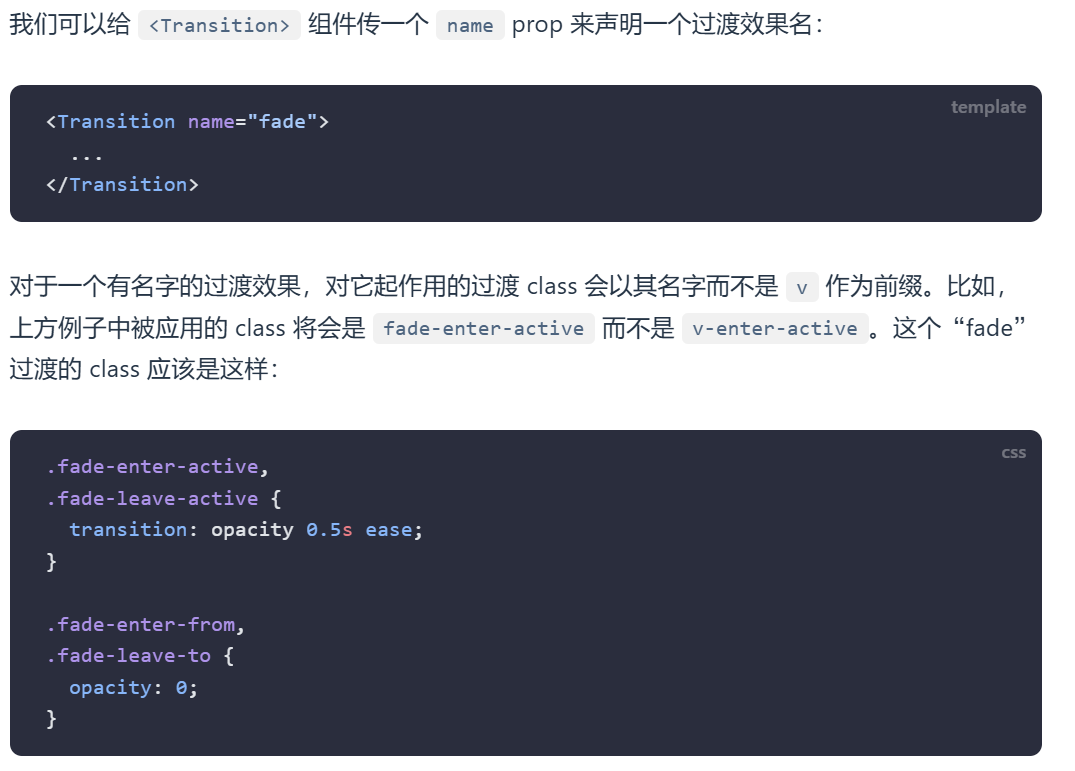 我们可以给 <Transition> 组件传一个 name prop 来声明一个过渡效果名：
template
<Transition name="fade">
  ...
</Transition>
对于一个有名字的过渡效果，对它起作用的过渡 class 会以其名字而不是 v 作为前缀。比如，
上方例子中被应用的 class 将会是 fade-enter-active 而不是 v-enter-active 。这个“fade”
过渡的 class 应该是这样：
css
.fade-enter-active,
.fade-leave-active {
  transition: opacity 0.5s ease;
}
.fade-enter-from,
.fade-leave-to {
  opacity: 0;
}